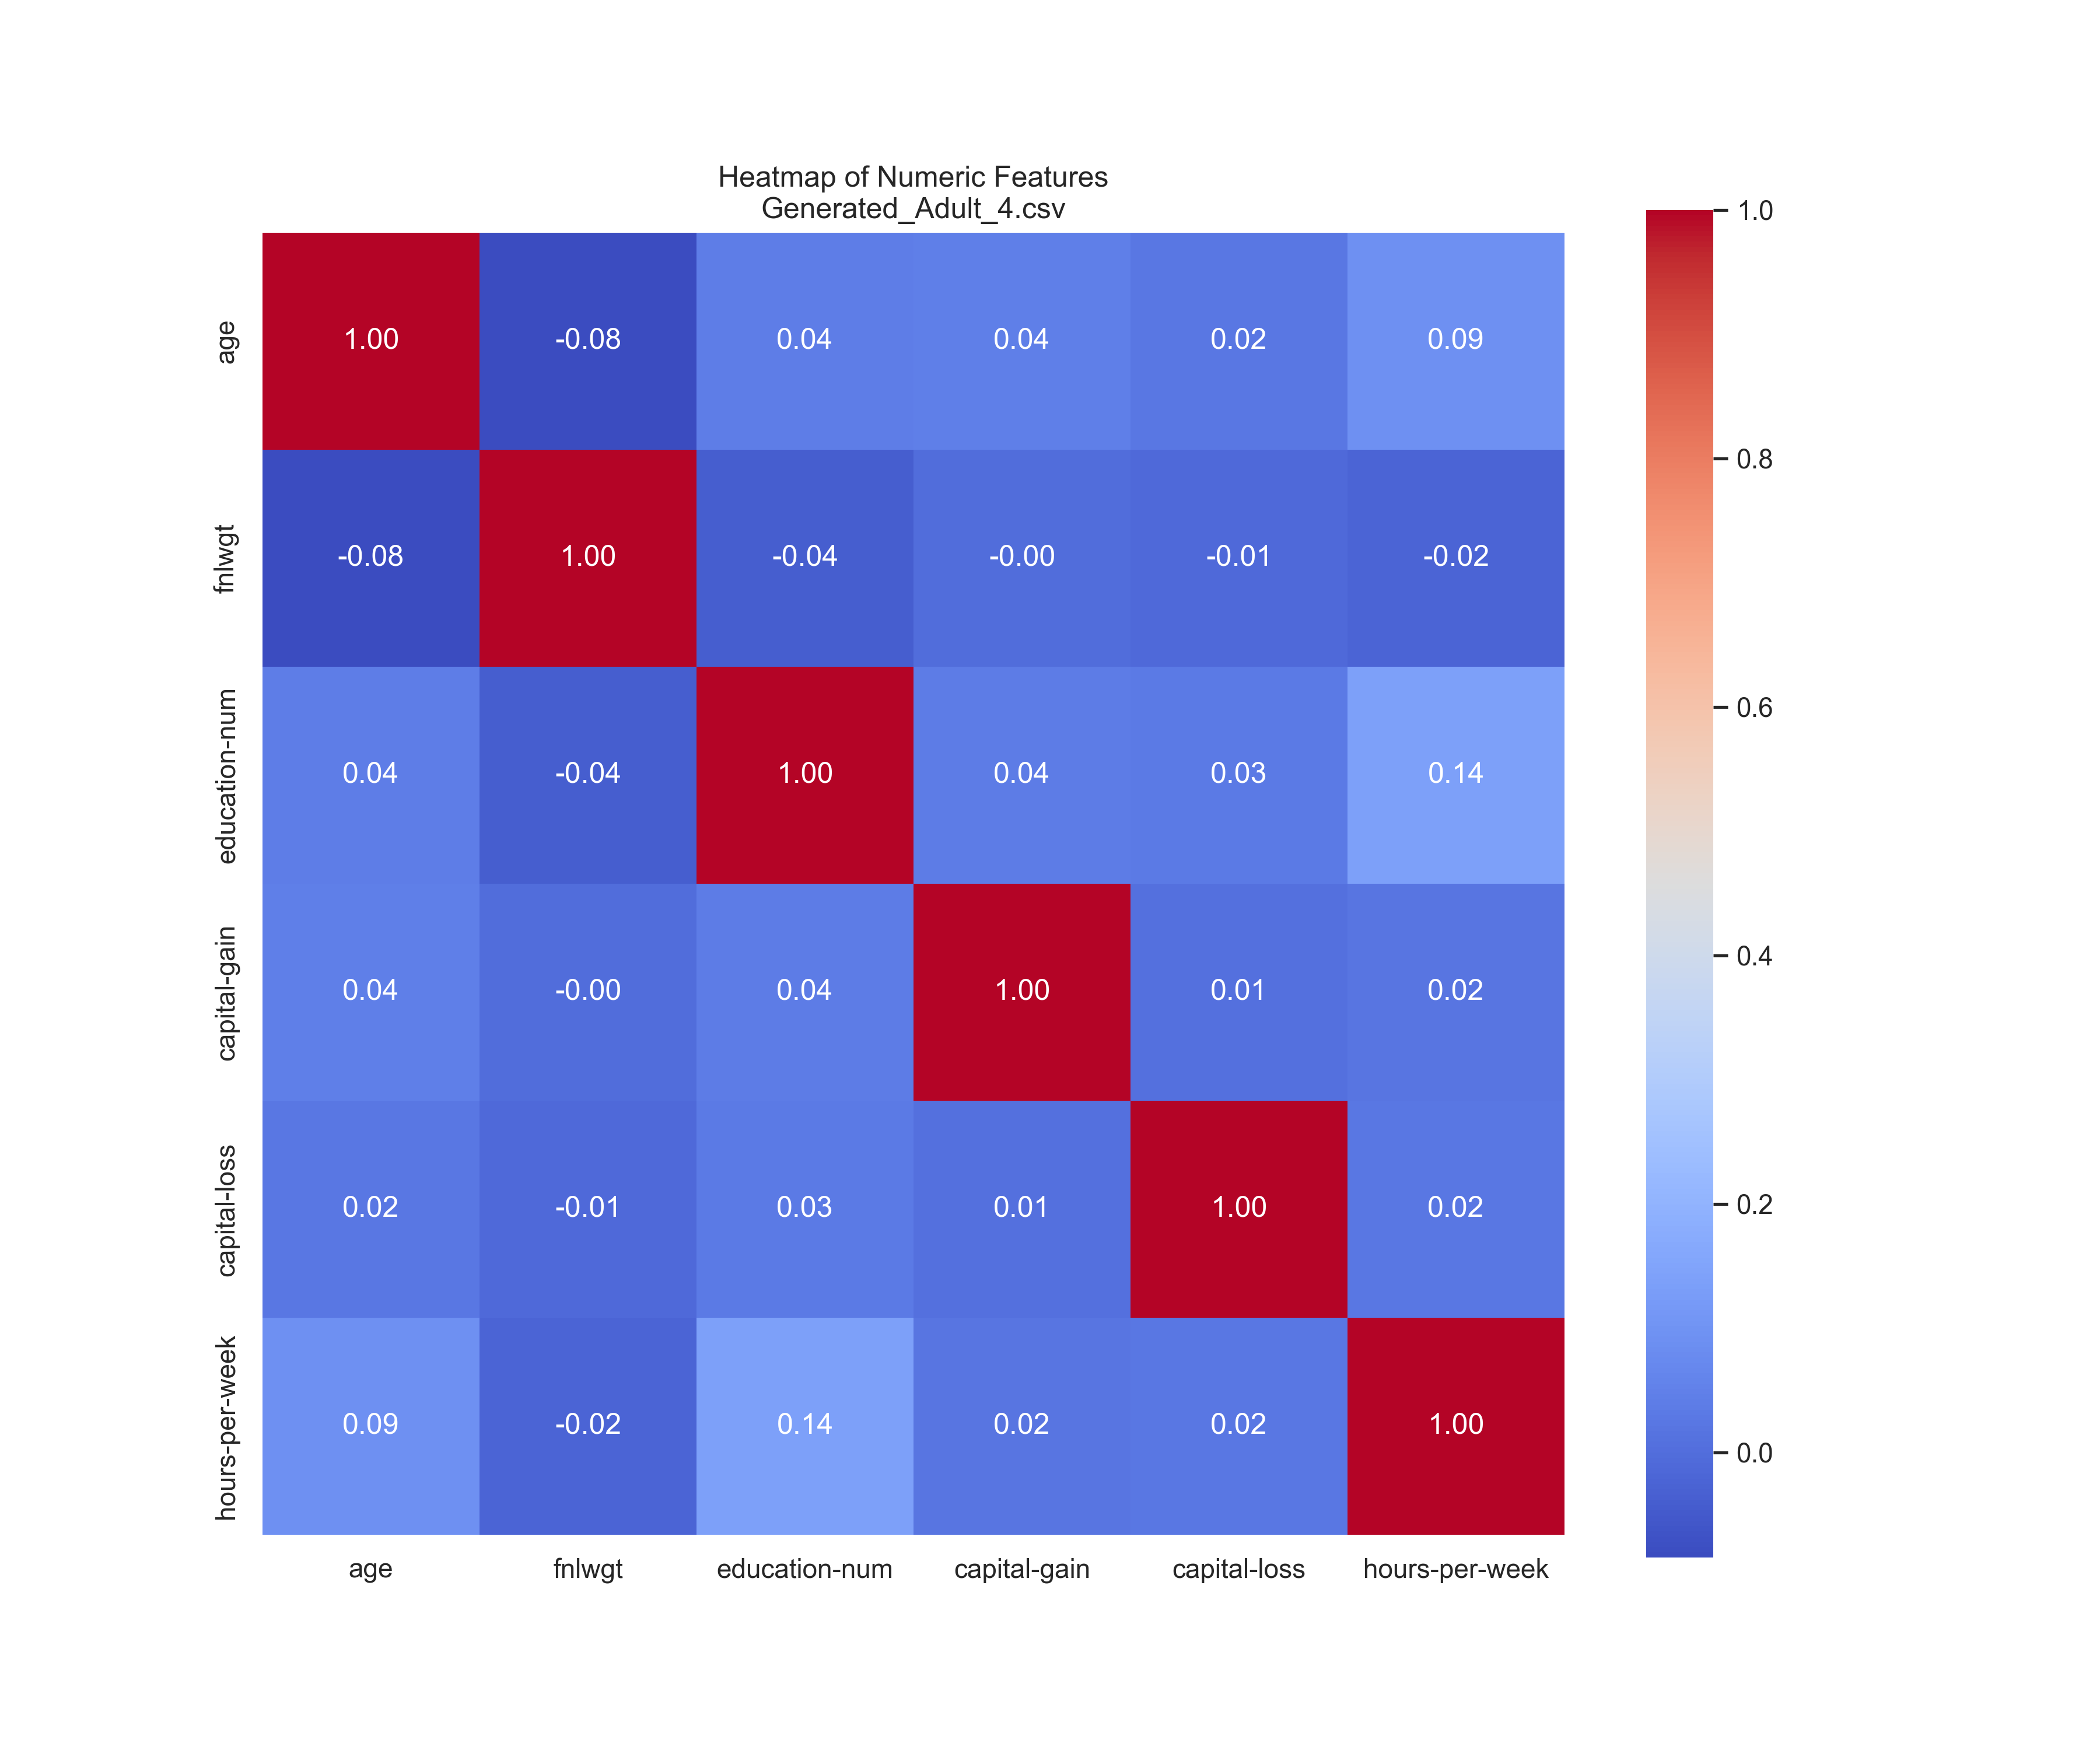 Heatmap of Numeric Features
Generated_Adult_4.csv
age 1.00 -0.08 0.04 0.04 0.02 0.09
fnlwgt -0.08 1.00 -0.04 -0.00 -0.01 -0.02
education-num 0.04 -0.04 1.00 0.04 0.03 0.14
capital-gain 0.04 -0.00 0.04 1.00 0.01 0.02
capital-loss 0.02 -0.01 0.03 0.01 1.00 0.02
hours-per-week 0.09 -0.02 0.14 0.02 0.02 1.00
age fnlwgt education-num capital-gain capital-loss hours-per-week
1.0
0.8
0.6
0.4
0.2
0.0